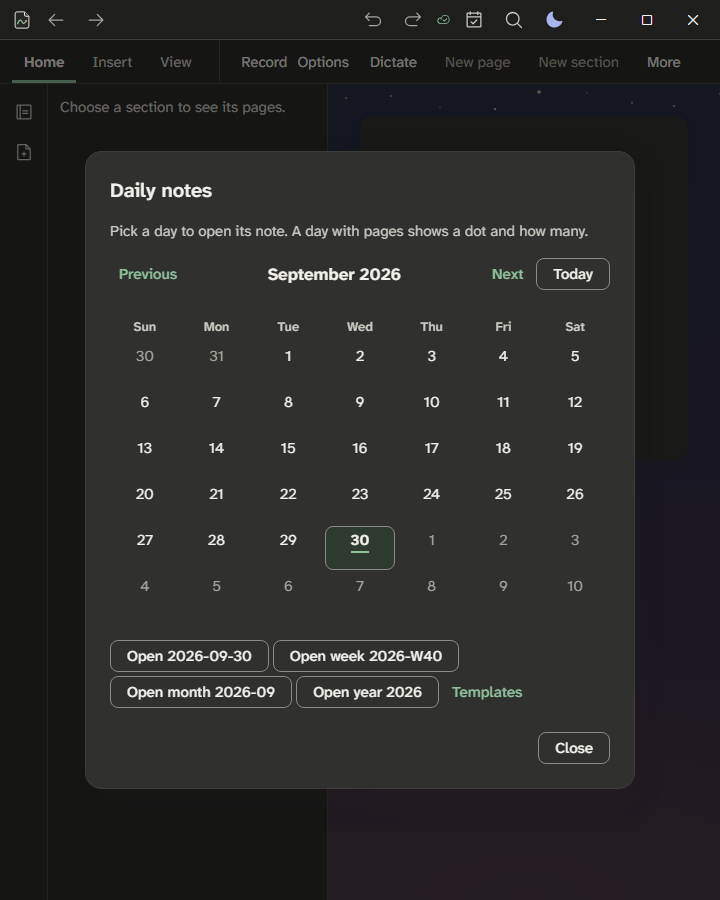 Home Insert View Record Options Dictate New page New section More
Choose a section to see its pages.
Daily notes
Pick a day to open its note. A day with pages shows a dot and how many.
Previous September 2026 Next Today
Sun Mon Tue Wed Thu Fri Sat
30 31 1 2 3 4 5
6 7 8 9 10 11 12
13 14 15 16 17 18 19
20 21 22 23 24 25 26
27 28 29 30 1 2 3
4 5 6 7 8 9 10
Open 2026-09-30 Open week 2026-W40
Open month 2026-09 Open year 2026 Templates
Close